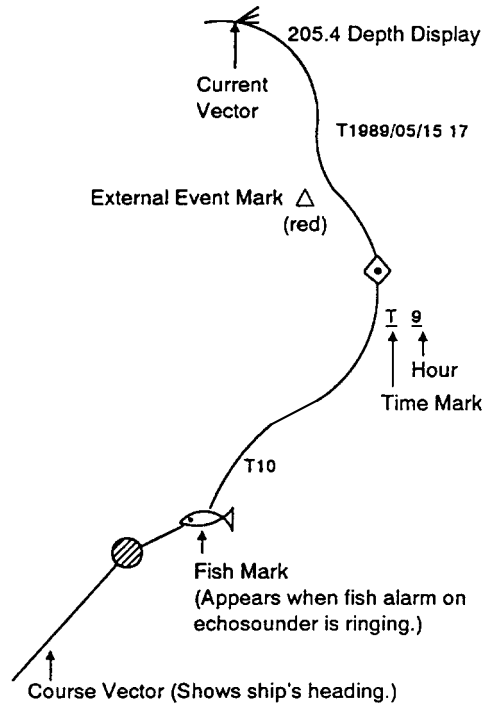 205.4 Depth Display
Current
Vector
T1989/05/15 17
External Event Mark
(red)
T 9
Hour
Time Mark
T10
Fish Mark
(Appears when fish alarm on
echosounder is ringing.)
Course Vector (Shows ship's heading.)